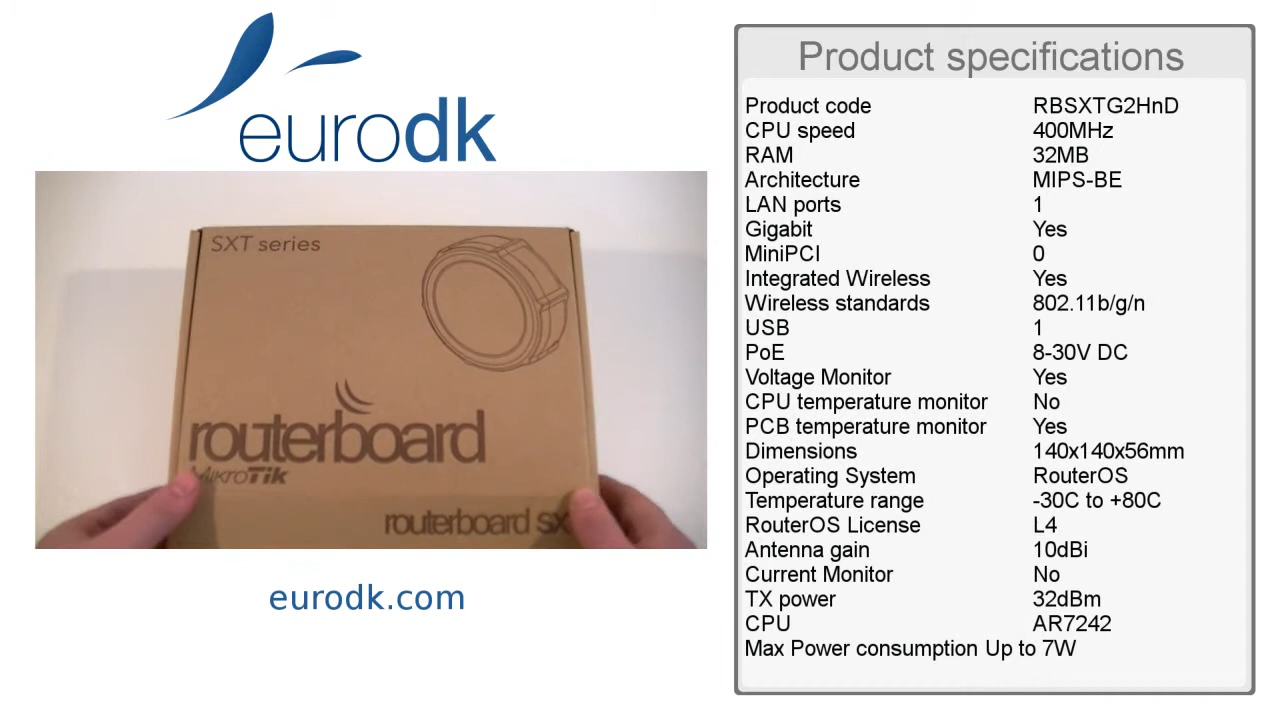 eurodk
SXT series
routerboard
MikroTik
routerboard sx
eurodk.com
Product specifications
Product code RBSXTG2HnD
CPU speed 400MHz
RAM 32MB
Architecture MIPS-BE
LAN ports 1
Gigabit Yes
MiniPCI 0
Integrated Wireless Yes
Wireless standards 802.11b/g/n
USB 1
PoE 8-30V DC
Voltage Monitor Yes
CPU temperature monitor No
PCB temperature monitor Yes
Dimensions 140x140x56mm
Operating System RouterOS
Temperature range -30C to +80C
RouterOS License L4
Antenna gain 10dBi
Current Monitor No
TX power 32dBm
CPU AR7242
Max Power consumption Up to 7W